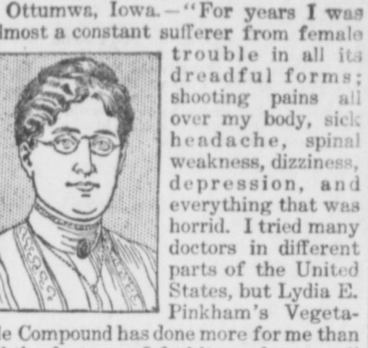 Ottumwa, Iowa.—"For years I was
almost a constant sufferer from female
trouble in all its
dreadful forms;
shooting pains all
over my body, sick
headache, spinal
weakness, dizziness,
depression, and
everything that was
horrid. I tried many
doctors in different
parts of the United
States, but Lydia E.
Pinkham's Vegeta-
le Compound has done more for me than